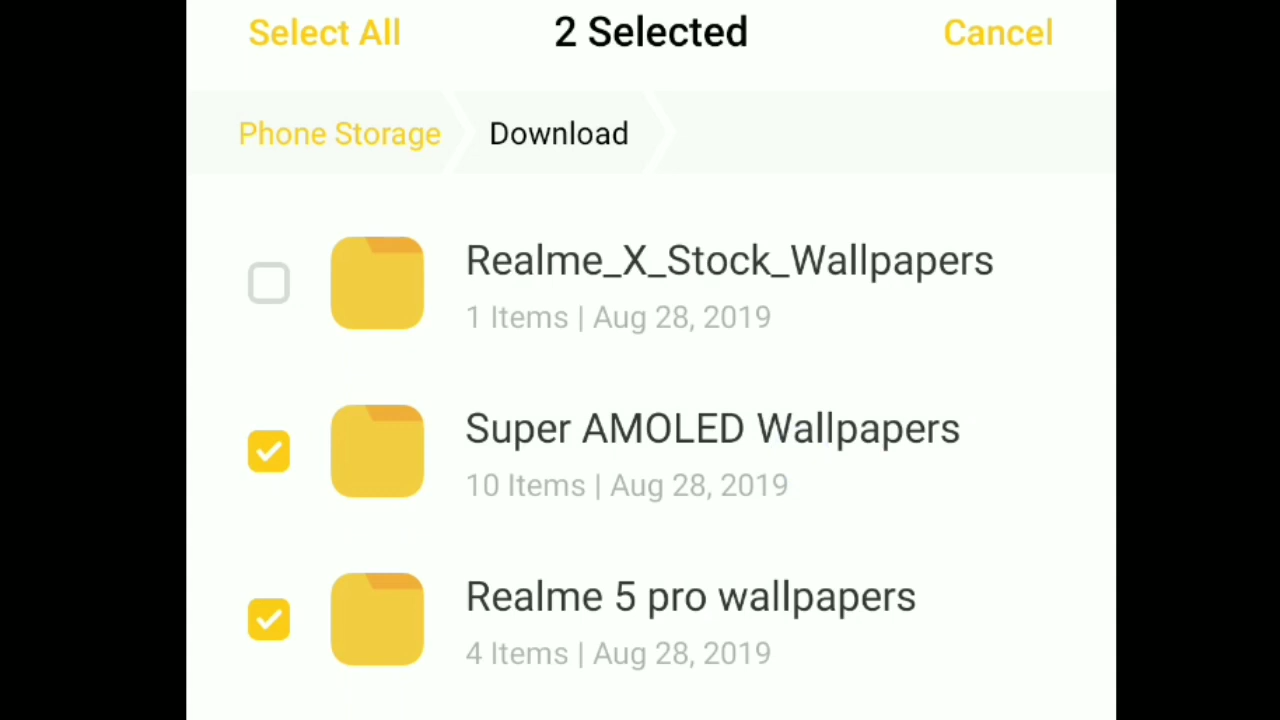 Select All 2 Selected Cancel
Phone Storage Download
Realme_X_Stock_Wallpapers
1 Items | Aug 28, 2019
Super AMOLED Wallpapers
10 Items | Aug 28, 2019
Realme 5 pro wallpapers
4 Items | Aug 28, 2019